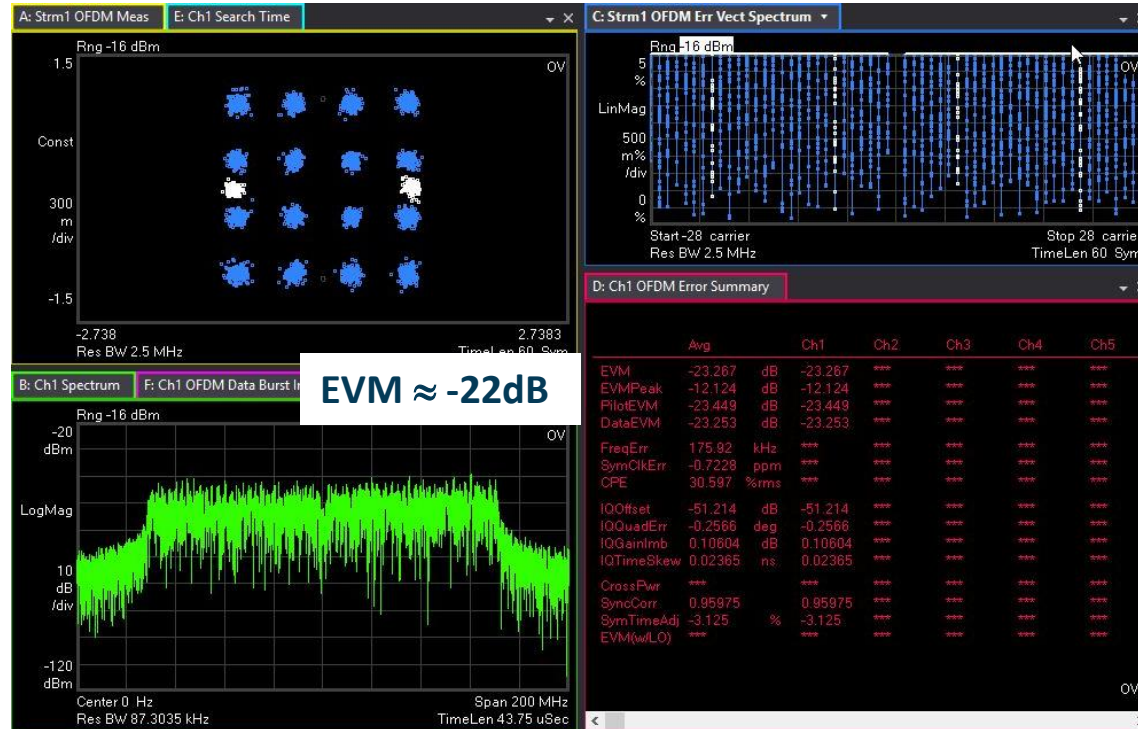 A: Strm1 OFDM Meas
E: Ch1 Search Time
Rng -16 dBm
1.5
OV
Const
300
m
/div
-1.5
-2.738
2.7383
Res BW 2.5 MHz
TimeLen 60 Sym
C: Strm1 OFDM Err Vect Spectrum
Rng -16 dBm
5
OV
%
LinMag
500
m%
/div
0
%
Start -28 carrier
Stop 28 carrie
Res BW 2.5 MHz
TimeLen 60 Sym
B: Ch1 Spectrum
F: Ch1 OFDM Data Burst In
EVM ≈ -22dB
Rng -16 dBm
-20
OV
dBm
LogMag
10
dB
/div
-120
dBm
Center 0 Hz
Span 200 MHz
Res BW 87.3035 kHz
TimeLen 43.75 uSec
D: Ch1 OFDM Error Summary
Avg Ch1 Ch2 Ch3 Ch4 Ch5
EVM -23.267 dB -23.267 *** *** *** ***
EVMPeak -12.124 dB -12.124 *** *** *** ***
PilotEVM -23.449 dB -23.449 *** *** *** ***
DataEVM -23.253 dB -23.253 *** *** *** ***
FreqErr 175.92 kHz *** *** *** *** ***
SymClkErr -0.7228 ppm *** *** *** *** ***
CPE 30.597 %rms *** *** *** *** ***
IQOffset -51.214 dB -51.214 *** *** *** ***
IQQuadErr -0.2566 deg -0.2566 *** *** *** ***
IQGainImb 0.10604 dB 0.10604 *** *** *** ***
IQTimeSkew 0.02365 ns 0.02365 *** *** *** ***
CrossPwr *** *** *** *** *** ***
SyncCorr 0.95975 0.95975 *** *** *** ***
SymTimeAdj -3.125 % -3.125 *** *** *** ***
EVM(w/LO) *** *** *** *** *** ***
OV